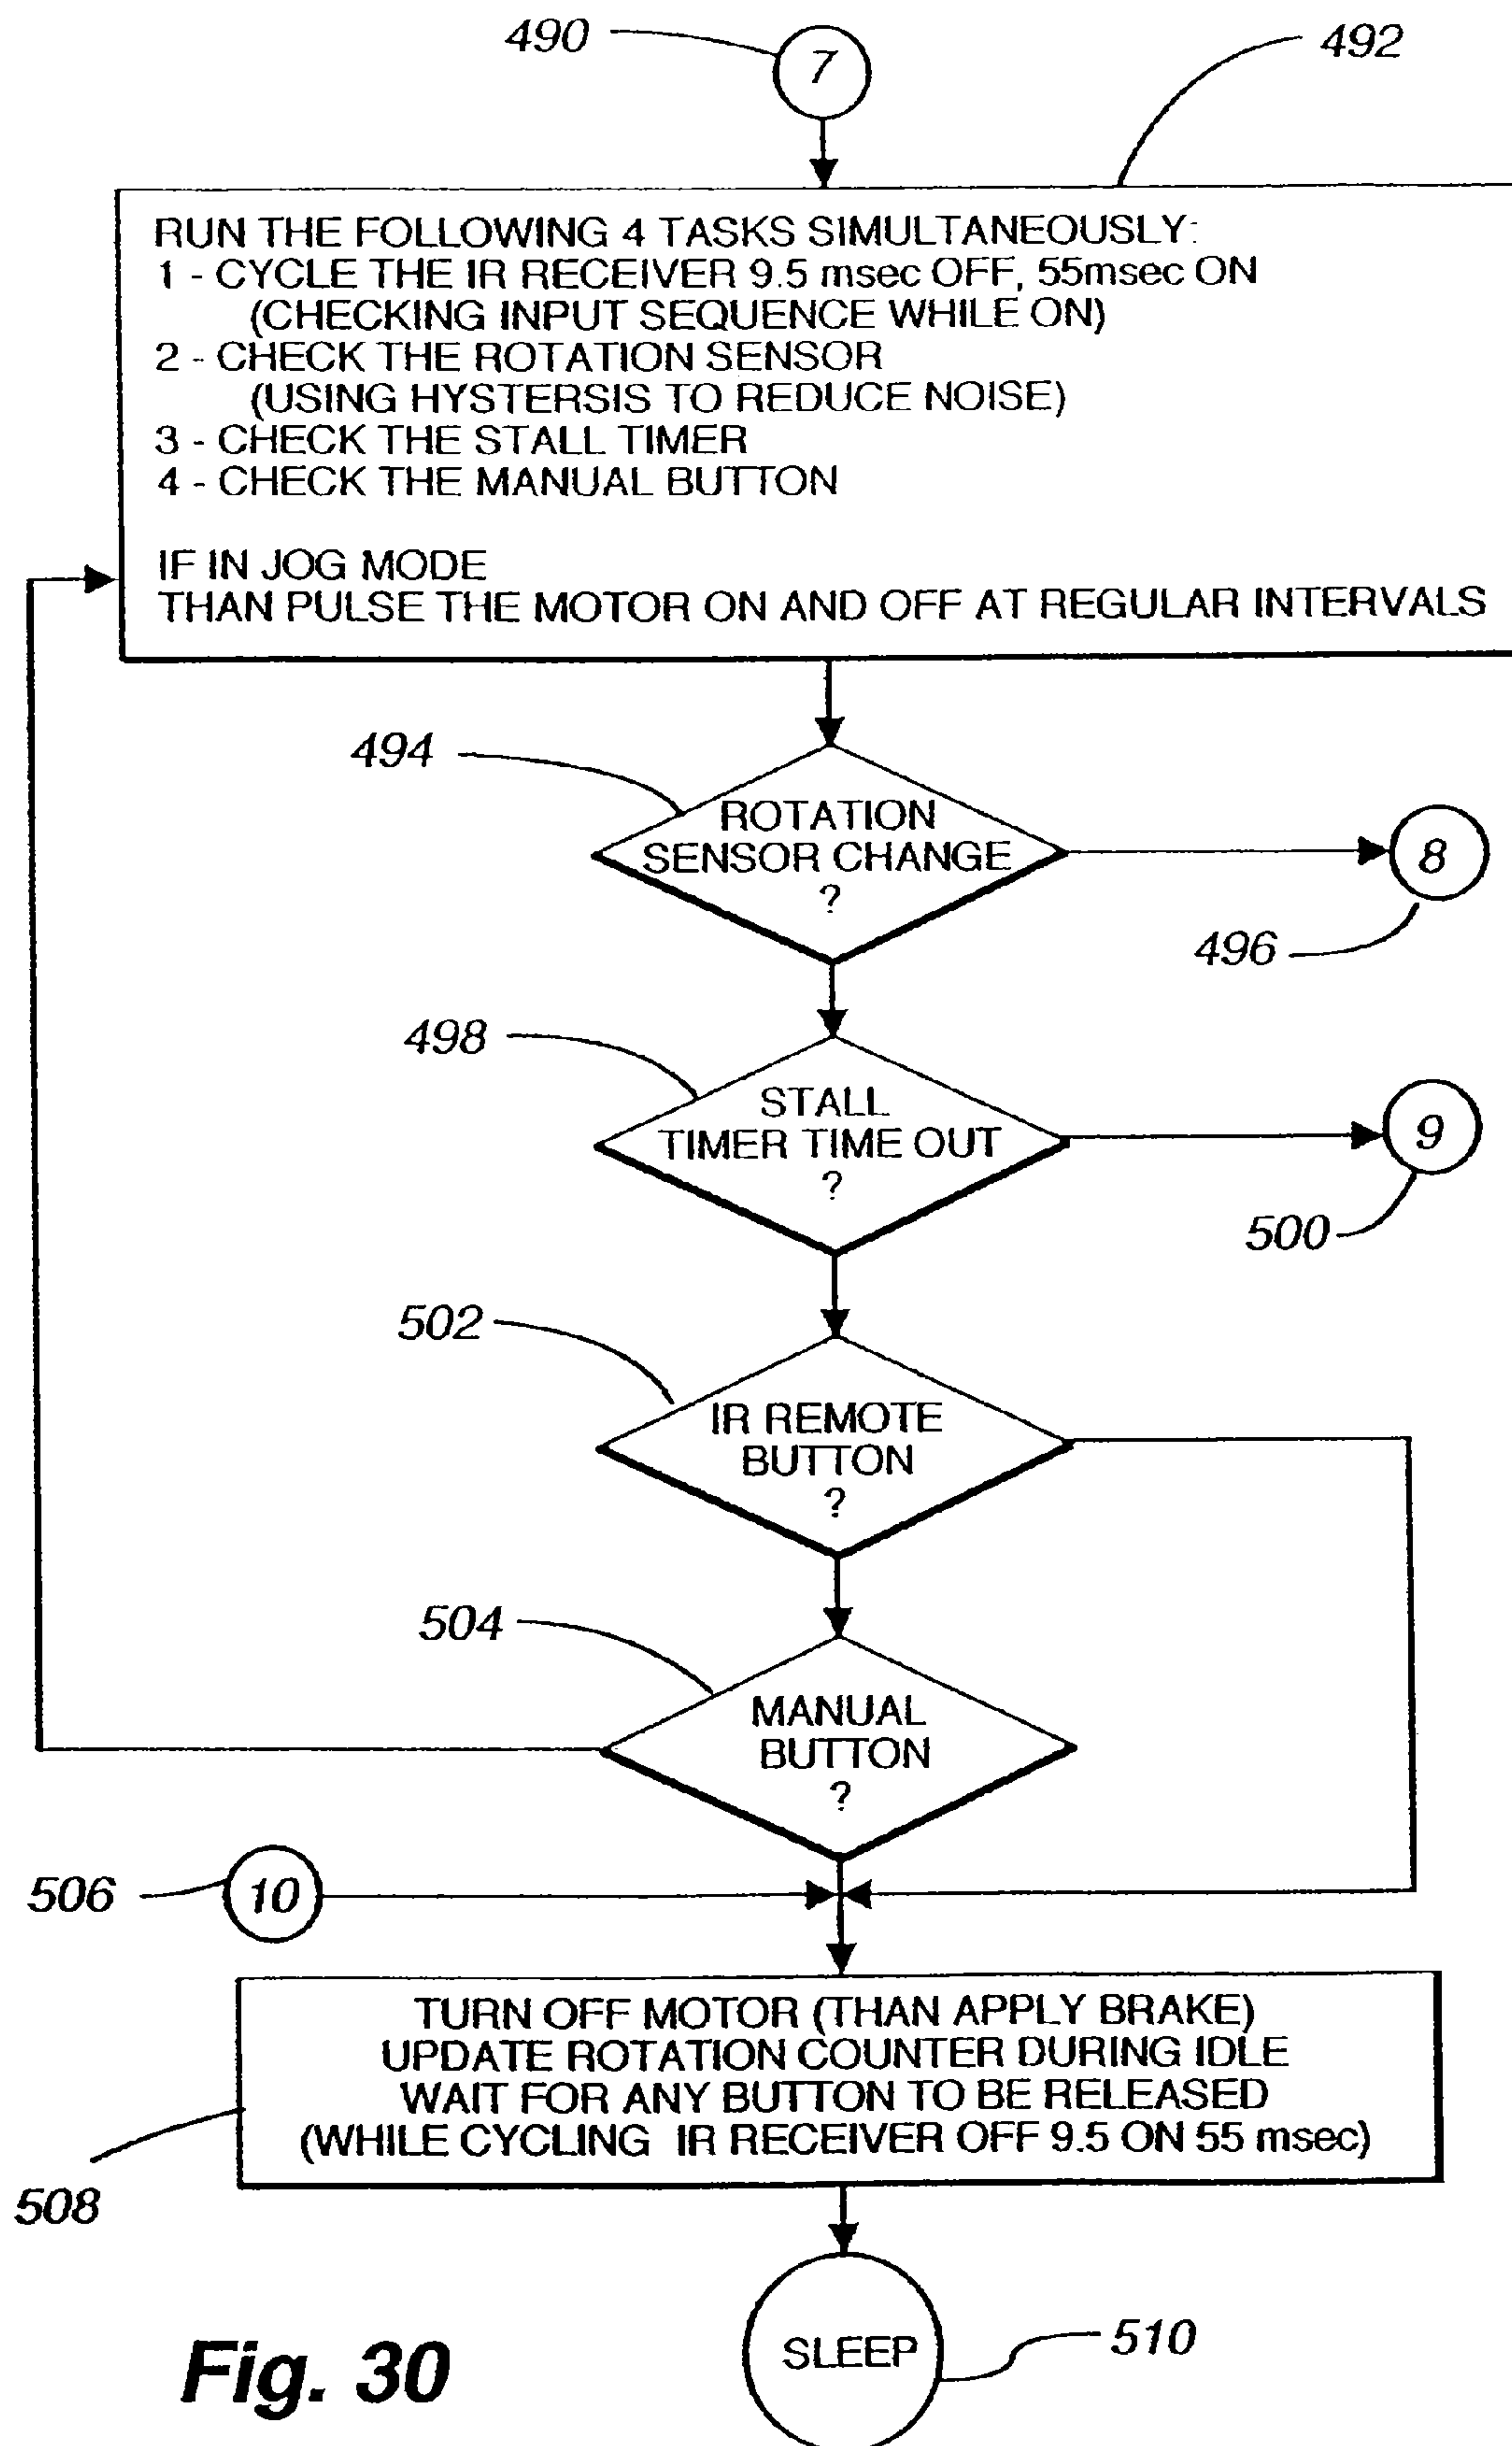 490
7
492
RUN THE FOLLOWING 4 TASKS SIMULTANEOUSLY:
1 - CYCLE THE IR RECEIVER 9.5 msec OFF, 55msec ON
(CHECKING INPUT SEQUENCE WHILE ON)
2 - CHECK THE ROTATION SENSOR
(USING HYSTERSIS TO REDUCE NOISE)
3 - CHECK THE STALL TIMER
4 - CHECK THE MANUAL BUTTON
IF IN JOG MODE
THAN PULSE THE MOTOR ON AND OFF AT REGULAR INTERVALS
494
ROTATION
SENSOR CHANGE
?
8
496
498
STALL
TIMER TIME OUT
?
9
500
502
IR REMOTE
BUTTON
?
504
MANUAL
BUTTON
?
506
10
TURN OFF MOTOR (THAN APPLY BRAKE)
UPDATE ROTATION COUNTER DURING IDLE
WAIT FOR ANY BUTTON TO BE RELEASED
(WHILE CYCLING IR RECEIVER OFF 9.5 ON 55 msec)
508
SLEEP
510
Fig. 30